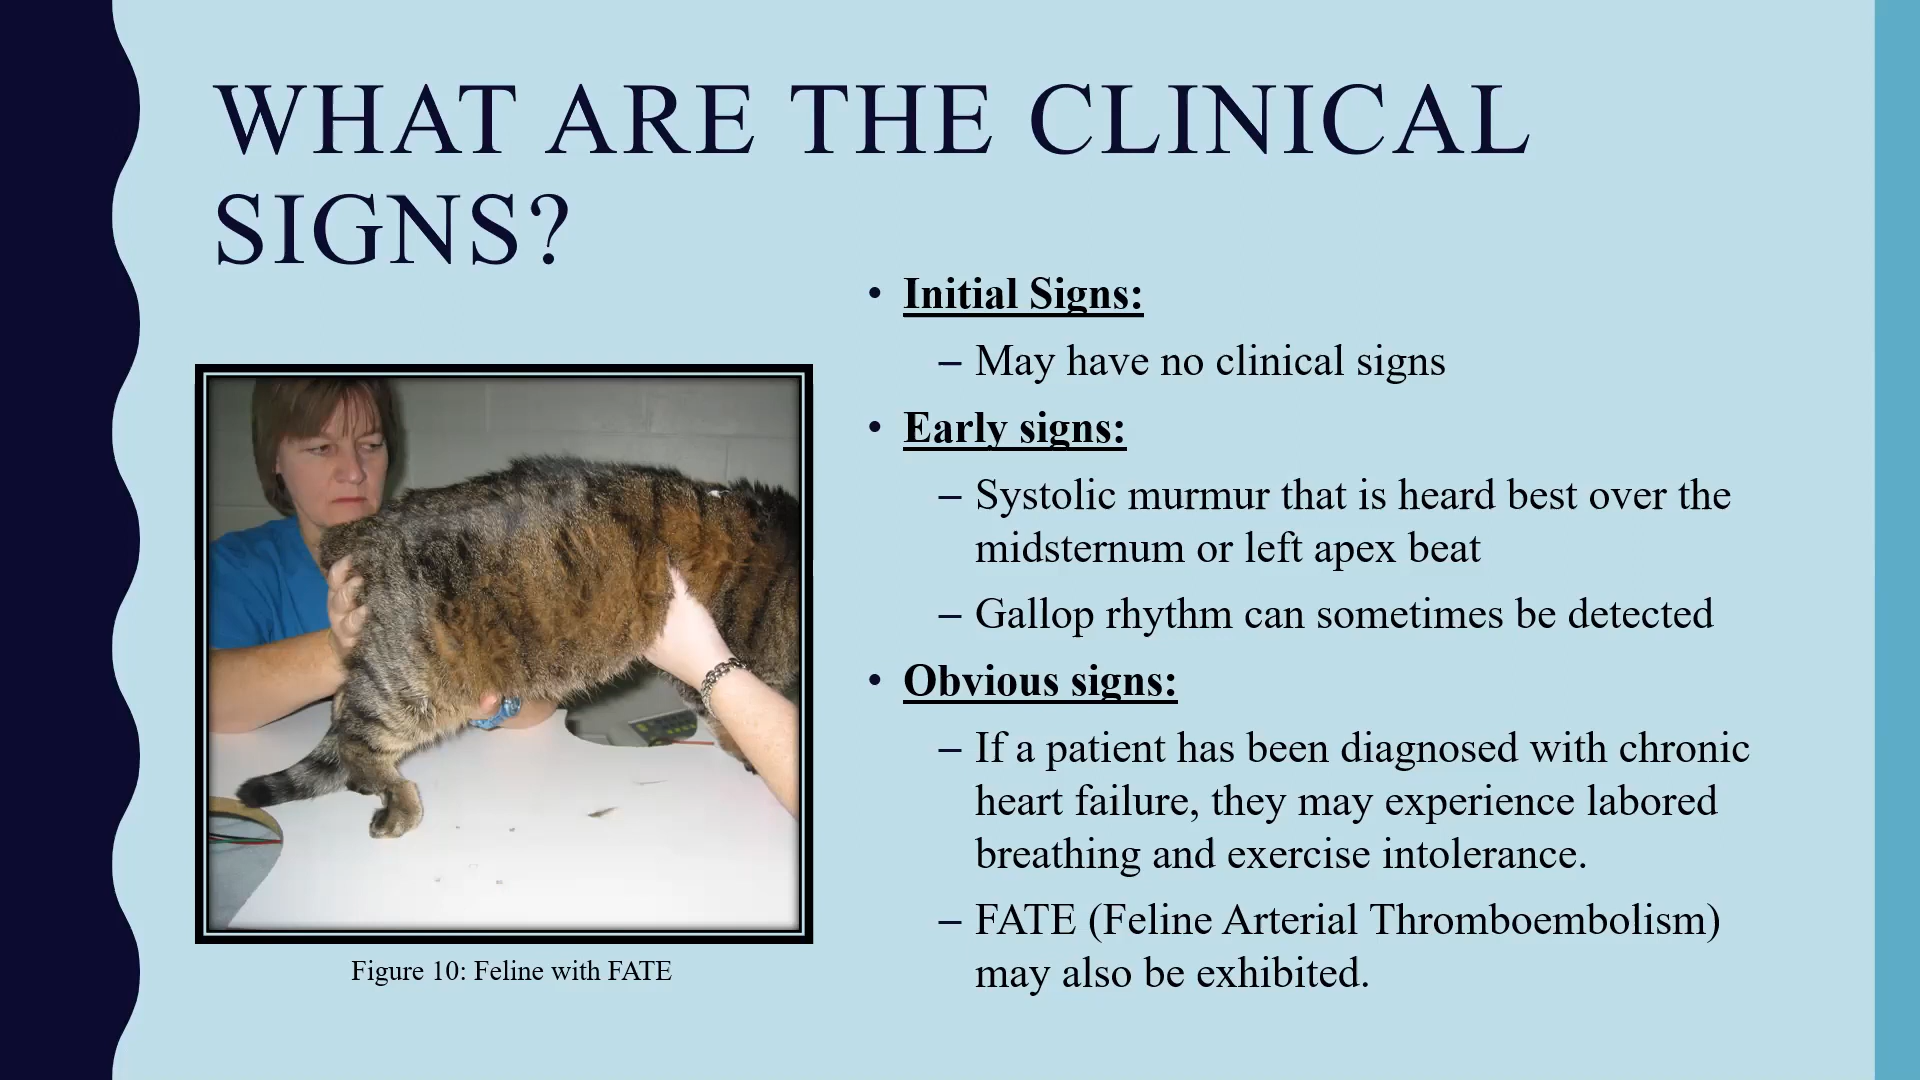 WHAT ARE THE CLINICAL
SIGNS?
• Initial Signs:
– May have no clinical signs
• Early signs:
– Systolic murmur that is heard best over the
midsternum or left apex beat
– Gallop rhythm can sometimes be detected
• Obvious signs:
– If a patient has been diagnosed with chronic
heart failure, they may experience labored
breathing and exercise intolerance.
– FATE (Feline Arterial Thromboembolism)
may also be exhibited.
Figure 10: Feline with FATE